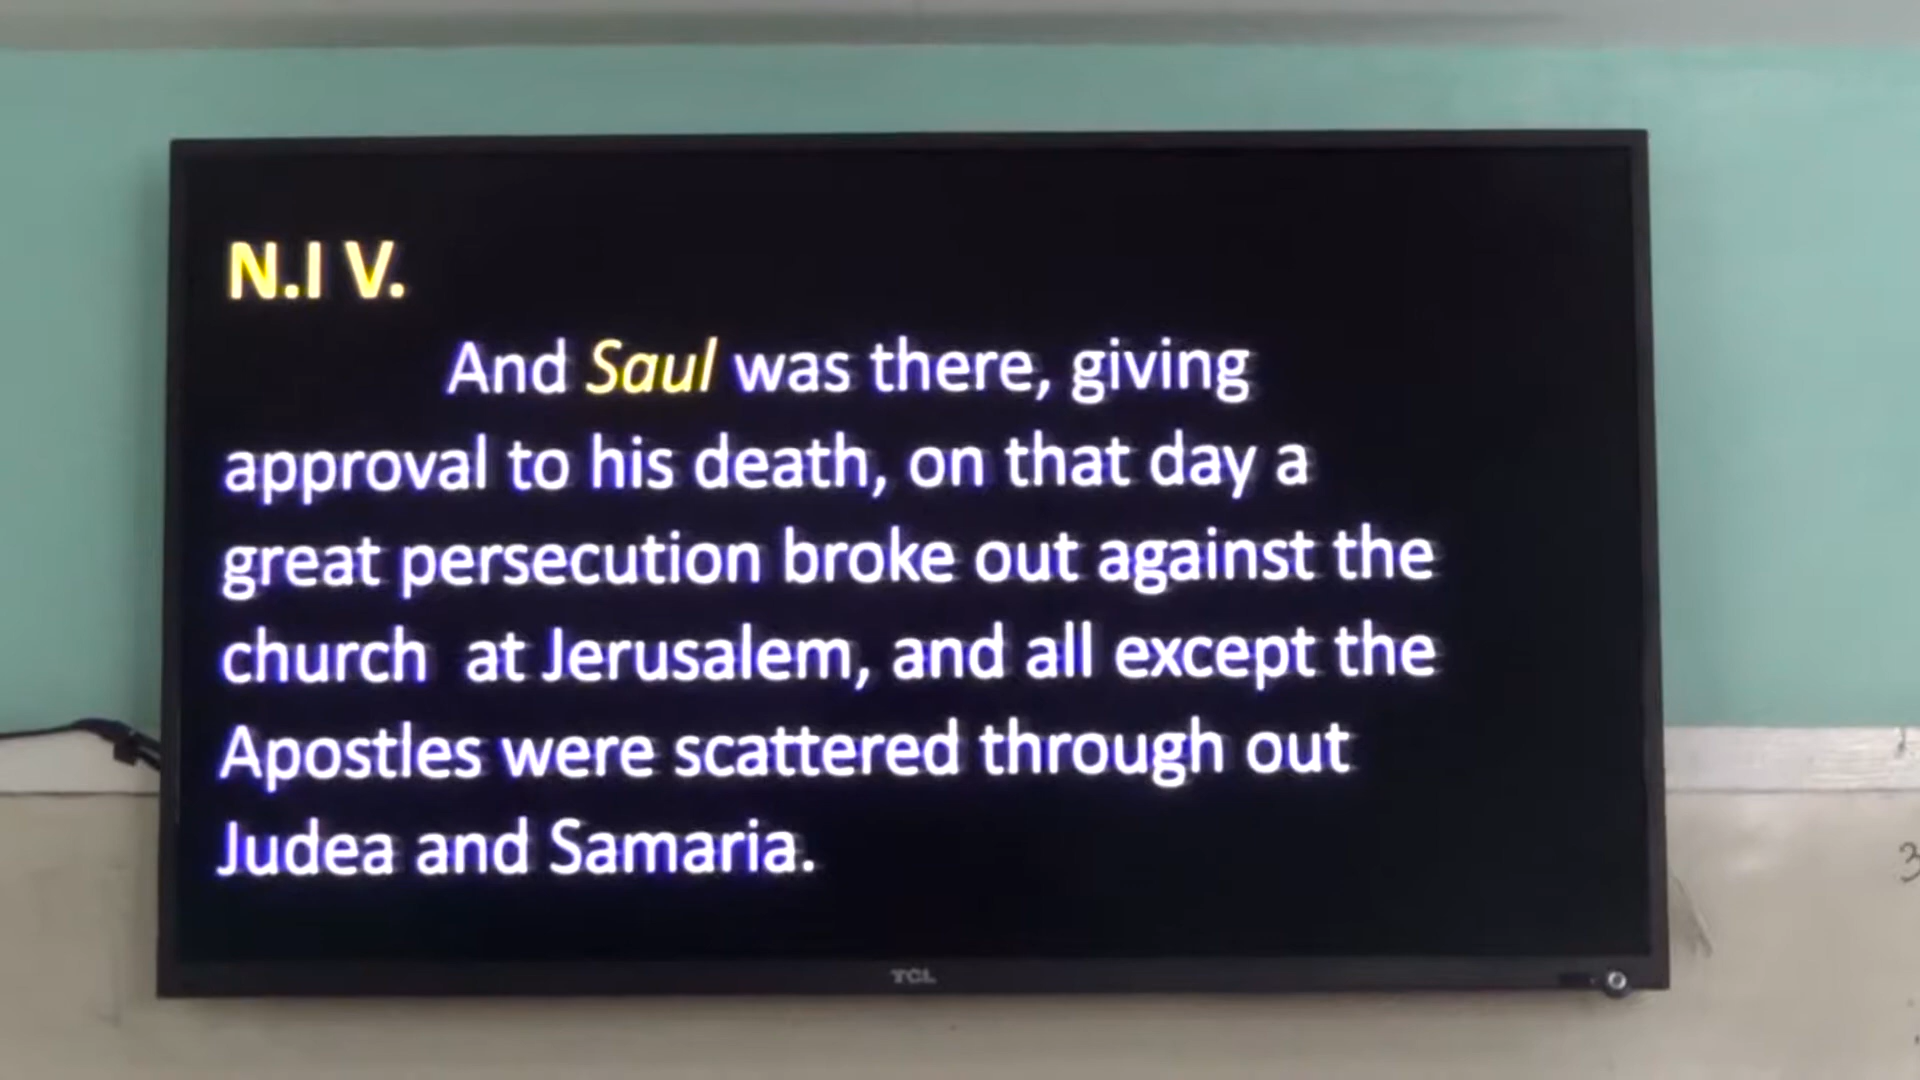 N.I V.
And Saul was there, giving
approval to his death, on that day a
great persecution broke out against the
church at Jerusalem, and all except the
Apostles were scattered through out
Judea and Samaria.
TCL
3